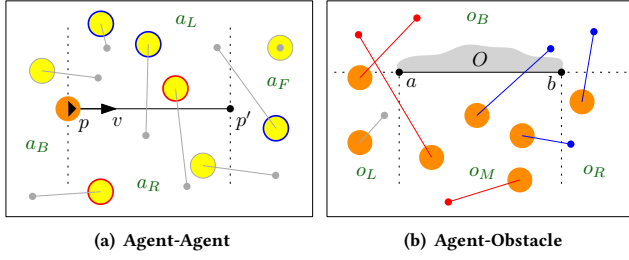 a_L
a_F
p
v
p'
a_B
a_R
o_B
O
a
b
o_L
o_M
o_R
(a) Agent-Agent
(b) Agent-Obstacle